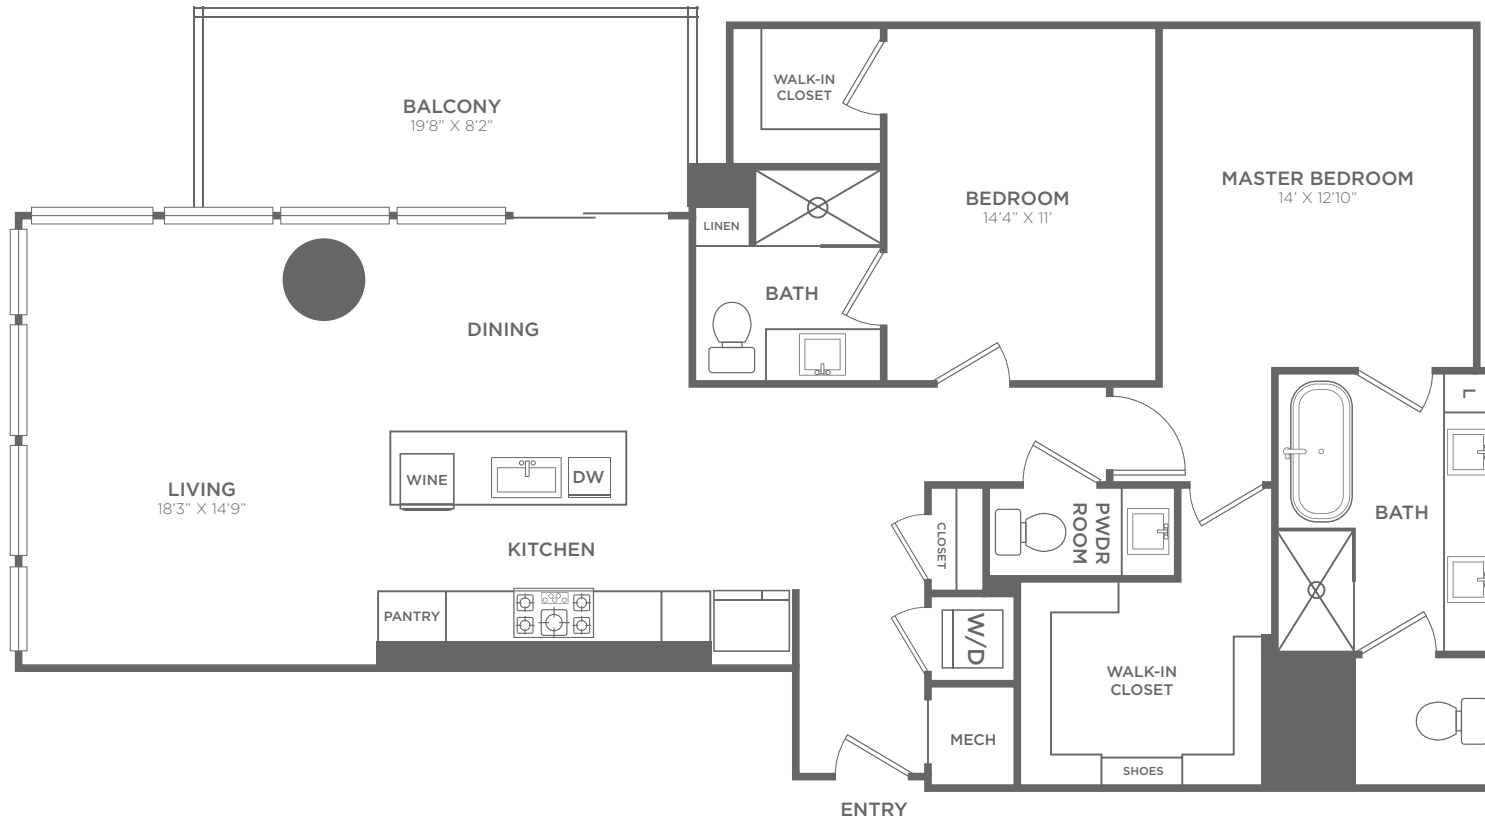 BALCONY
19'8" X 8'2"
WALK-IN
CLOSET
BEDROOM
14'4" X 11'
MASTER BEDROOM
14' X 12'10"
LINEN
BATH
DINING
L
LIVING
18'3" X 14'9"
WINE
DW
KITCHEN
CLOSET
PWDR
ROOM
BATH
PANTRY
W/D
WALK-IN
CLOSET
MECH
SHOES
ENTRY